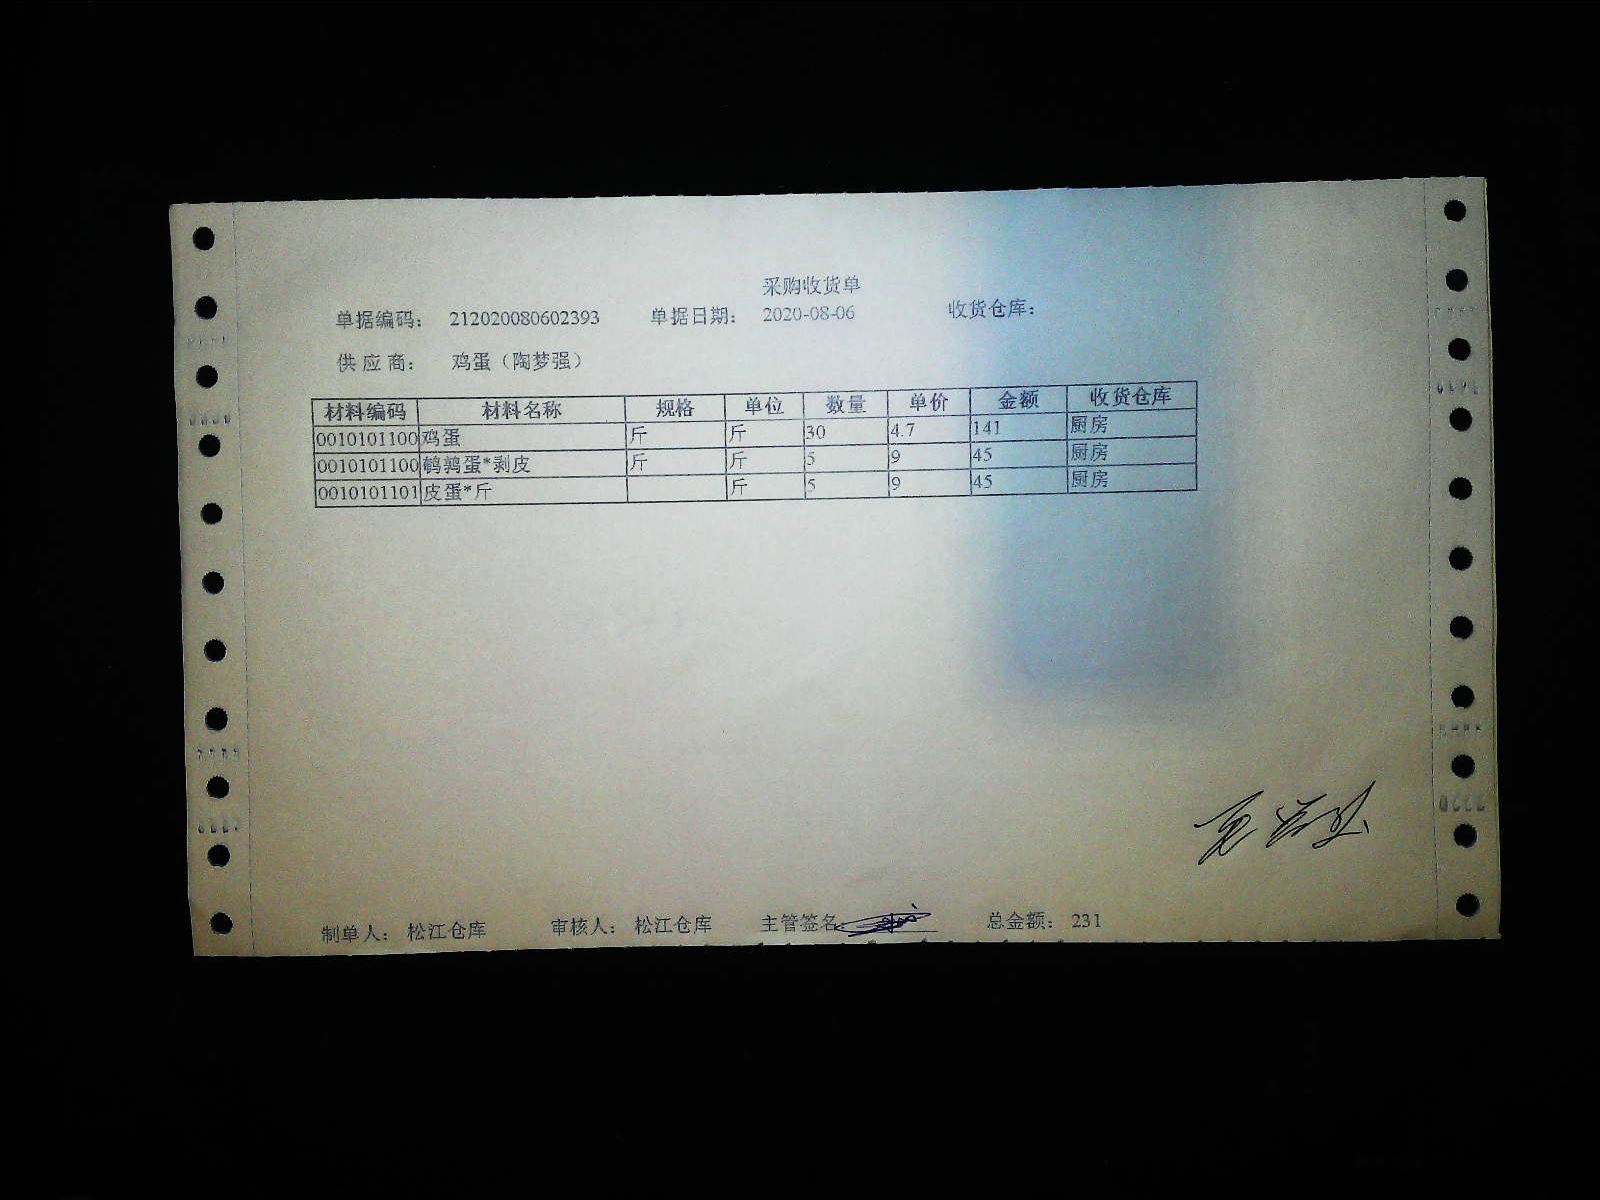 采购收货单
单据编码： 212020080602393 单据日期： 2020-08-06 收货仓库：
供 应 商： 鸡蛋（陶梦强）
材料编码 材料名称 规格 单位 数量 单价 金额 收货仓库
0010101100 鸡蛋 斤 斤 30 4.7 141 厨房
0010101100 鹌鹑蛋*剥皮 斤 斤 5 9 45 厨房
0010101101 皮蛋*斤 斤 5 9 45 厨房
制单人： 松江仓库 审核人： 松江仓库 主管签名 总金额： 231